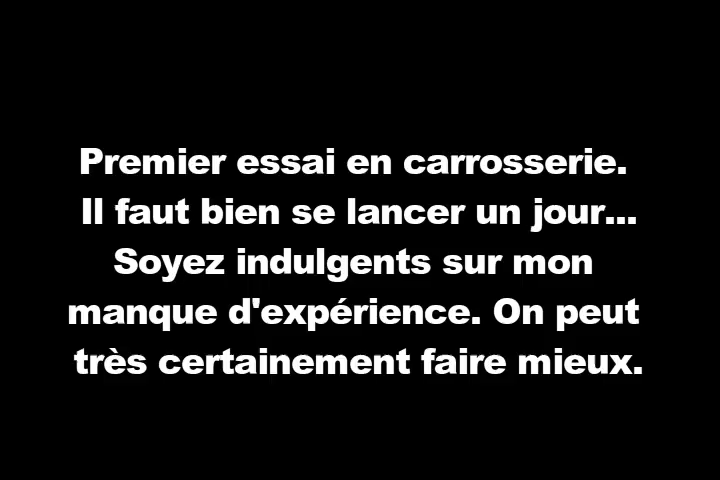 Premier essai en carrosserie.
Il faut bien se lancer un jour...
Soyez indulgents sur mon
manque d'expérience. On peut
très certainement faire mieux.